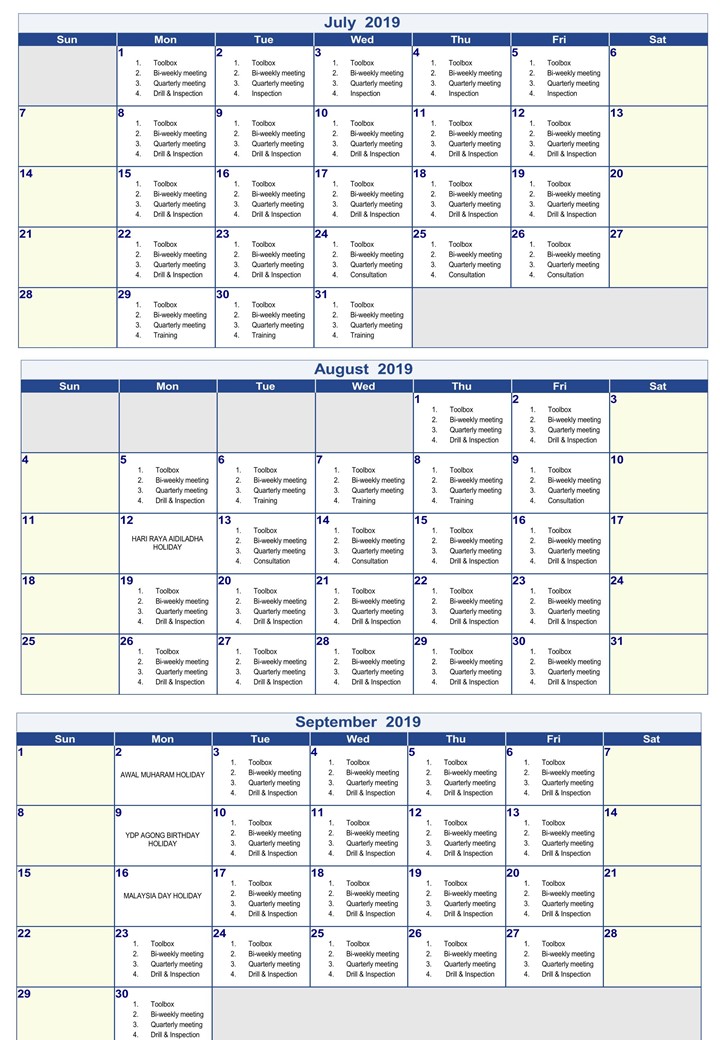 July 2019
Sun Mon Tue Wed Thu Fri Sat
1 2 3 4 5 6
1. Toolbox 1. Toolbox 1. Toolbox 1. Toolbox 1. Toolbox
2. Bi-weekly meeting 2. Bi-weekly meeting 2. Bi-weekly meeting 2. Bi-weekly meeting 2. Bi-weekly meeting
3. Quarterly meeting 3. Quarterly meeting 3. Quarterly meeting 3. Quarterly meeting 3. Quarterly meeting
4. Drill & Inspection 4. Inspection 4. Inspection 4. Inspection 4. Inspection
7 8 9 10 11 12 13
1. Toolbox 1. Toolbox 1. Toolbox 1. Toolbox 1. Toolbox
2. Bi-weekly meeting 2. Bi-weekly meeting 2. Bi-weekly meeting 2. Bi-weekly meeting 2. Bi-weekly meeting
3. Quarterly meeting 3. Quarterly meeting 3. Quarterly meeting 3. Quarterly meeting 3. Quarterly meeting
4. Drill & Inspection 4. Drill & Inspection 4. Drill & Inspection 4. Drill & Inspection 4. Drill & Inspection
14 15 16 17 18 19 20
1. Toolbox 1. Toolbox 1. Toolbox 1. Toolbox 1. Toolbox
2. Bi-weekly meeting 2. Bi-weekly meeting 2. Bi-weekly meeting 2. Bi-weekly meeting 2. Bi-weekly meeting
3. Quarterly meeting 3. Quarterly meeting 3. Quarterly meeting 3. Quarterly meeting 3. Quarterly meeting
4. Drill & Inspection 4. Drill & Inspection 4. Drill & Inspection 4. Drill & Inspection 4. Drill & Inspection
21 22 23 24 25 26 27
1. Toolbox 1. Toolbox 1. Toolbox 1. Toolbox 1. Toolbox
2. Bi-weekly meeting 2. Bi-weekly meeting 2. Bi-weekly meeting 2. Bi-weekly meeting 2. Bi-weekly meeting
3. Quarterly meeting 3. Quarterly meeting 3. Quarterly meeting 3. Quarterly meeting 3. Quarterly meeting
4. Drill & Inspection 4. Drill & Inspection 4. Consultation 4. Consultation 4. Consultation
28 29 30 31
1. Toolbox 1. Toolbox 1. Toolbox
2. Bi-weekly meeting 2. Bi-weekly meeting 2. Bi-weekly meeting
3. Quarterly meeting 3. Quarterly meeting 3. Quarterly meeting
4. Training 4. Training 4. Training
August 2019
Sun Mon Tue Wed Thu Fri Sat
1 2 3
1. Toolbox 1. Toolbox
2. Bi-weekly meeting 2. Bi-weekly meeting
3. Quarterly meeting 3. Quarterly meeting
4. Drill & Inspection 4. Drill & Inspection
4 5 6 7 8 9 10
1. Toolbox 1. Toolbox 1. Toolbox 1. Toolbox 1. Toolbox
2. Bi-weekly meeting 2. Bi-weekly meeting 2. Bi-weekly meeting 2. Bi-weekly meeting 2. Bi-weekly meeting
3. Quarterly meeting 3. Quarterly meeting 3. Quarterly meeting 3. Quarterly meeting 3. Quarterly meeting
4. Drill & Inspection 4. Training 4. Training 4. Training 4. Consultation
11 12 13 14 15 16 17
HARI RAYA AIDILADHA 1. Toolbox 1. Toolbox 1. Toolbox 1. Toolbox
HOLIDAY 2. Bi-weekly meeting 2. Bi-weekly meeting 2. Bi-weekly meeting 2. Bi-weekly meeting
3. Quarterly meeting 3. Quarterly meeting 3. Quarterly meeting 3. Quarterly meeting
4. Consultation 4. Consultation 4. Drill & Inspection 4. Drill & Inspection
18 19 20 21 22 23 24
1. Toolbox 1. Toolbox 1. Toolbox 1. Toolbox 1. Toolbox
2. Bi-weekly meeting 2. Bi-weekly meeting 2. Bi-weekly meeting 2. Bi-weekly meeting 2. Bi-weekly meeting
3. Quarterly meeting 3. Quarterly meeting 3. Quarterly meeting 3. Quarterly meeting 3. Quarterly meeting
4. Drill & Inspection 4. Drill & Inspection 4. Drill & Inspection 4. Drill & Inspection 4. Drill & Inspection
25 26 27 28 29 30 31
1. Toolbox 1. Toolbox 1. Toolbox 1. Toolbox 1. Toolbox
2. Bi-weekly meeting 2. Bi-weekly meeting 2. Bi-weekly meeting 2. Bi-weekly meeting 2. Bi-weekly meeting
3. Quarterly meeting 3. Quarterly meeting 3. Quarterly meeting 3. Quarterly meeting 3. Quarterly meeting
4. Drill & Inspection 4. Drill & Inspection 4. Drill & Inspection 4. Drill & Inspection 4. Drill & Inspection
September 2019
Sun Mon Tue Wed Thu Fri Sat
1 2 3 4 5 6 7
1. Toolbox 1. Toolbox 1. Toolbox 1. Toolbox
AWAL MUHARAM HOLIDAY 2. Bi-weekly meeting 2. Bi-weekly meeting 2. Bi-weekly meeting 2. Bi-weekly meeting
3. Quarterly meeting 3. Quarterly meeting 3. Quarterly meeting 3. Quarterly meeting
4. Drill & Inspection 4. Drill & Inspection 4. Drill & Inspection 4. Drill & Inspection
8 9 10 11 12 13 14
1. Toolbox 1. Toolbox 1. Toolbox 1. Toolbox
YDP AGONG BIRTHDAY 2. Bi-weekly meeting 2. Bi-weekly meeting 2. Bi-weekly meeting 2. Bi-weekly meeting
HOLIDAY 3. Quarterly meeting 3. Quarterly meeting 3. Quarterly meeting 3. Quarterly meeting
4. Drill & Inspection 4. Drill & Inspection 4. Drill & Inspection 4. Drill & Inspection
15 16 17 18 19 20 21
1. Toolbox 1. Toolbox 1. Toolbox 1. Toolbox
MALAYSIA DAY HOLIDAY 2. Bi-weekly meeting 2. Bi-weekly meeting 2. Bi-weekly meeting 2. Bi-weekly meeting
3. Quarterly meeting 3. Quarterly meeting 3. Quarterly meeting 3. Quarterly meeting
4. Drill & Inspection 4. Drill & Inspection 4. Drill & Inspection 4. Drill & Inspection
22 23 24 25 26 27 28
1. Toolbox 1. Toolbox 1. Toolbox 1. Toolbox 1. Toolbox
2. Bi-weekly meeting 2. Bi-weekly meeting 2. Bi-weekly meeting 2. Bi-weekly meeting 2. Bi-weekly meeting
3. Quarterly meeting 3. Quarterly meeting 3. Quarterly meeting 3. Quarterly meeting 3. Quarterly meeting
4. Drill & Inspection 4. Drill & Inspection 4. Drill & Inspection 4. Drill & Inspection 4. Drill & Inspection
29 30
1. Toolbox
2. Bi-weekly meeting
3. Quarterly meeting
4. Drill & Inspection